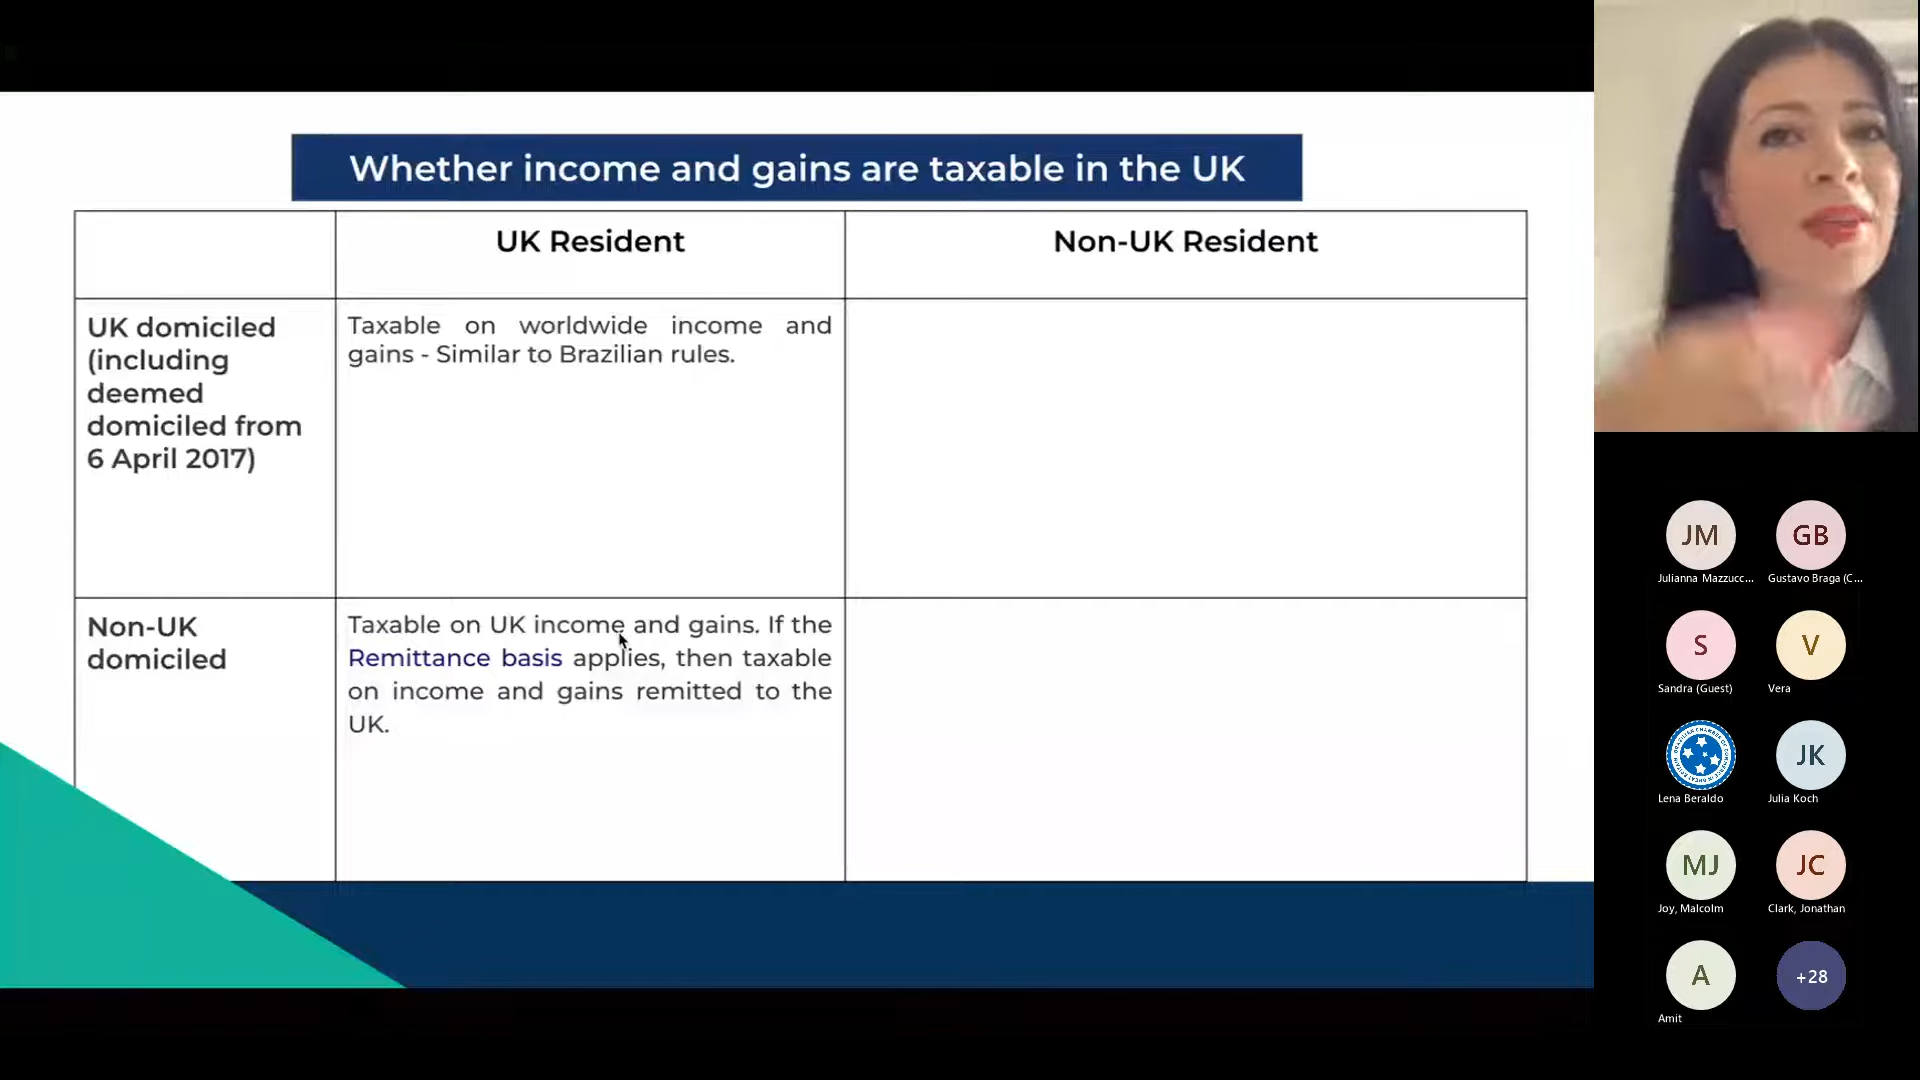 Whether income and gains are taxable in the UK
UK Resident
Non-UK Resident
UK domiciled
(including
deemed
domiciled from
6 April 2017)
Taxable on worldwide income and
gains - Similar to Brazilian rules.
Non-UK
domiciled
Taxable on UK income and gains. If the
Remittance basis applies, then taxable
on income and gains remitted to the
UK.
JM
GB
Julianna Mazzucc...
Gustavo Braga (C...
S
V
Sandra (Guest)
Vera
JK
Lena Beraldo
Julia Koch
MJ
JC
Joy, Malcolm
Clark, Jonathan
A
+28
Amit